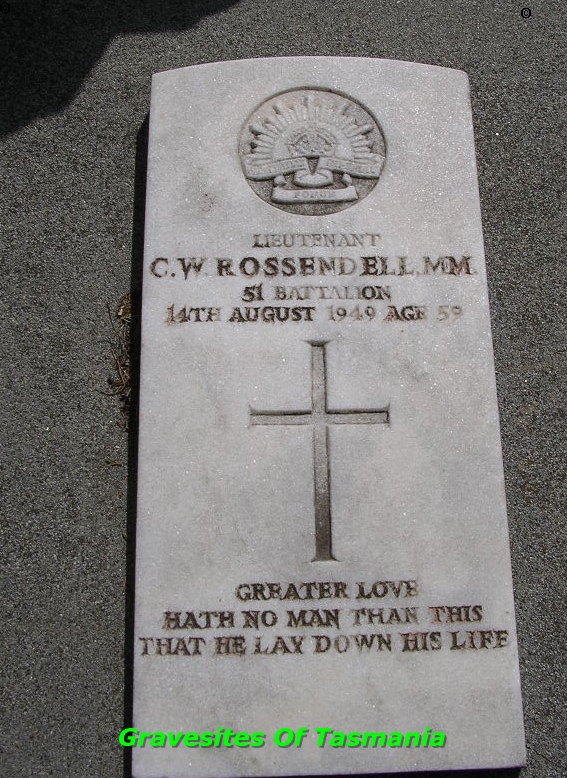 LIEUTENANT
C.W. ROSSENDELL, MM.
51 BATTALION
14TH AUGUST 1949 AGE 59
GREATER LOVE
HATH NO MAN THAN THIS
THAT HE LAY DOWN HIS LIFE
Gravesites Of Tasmania